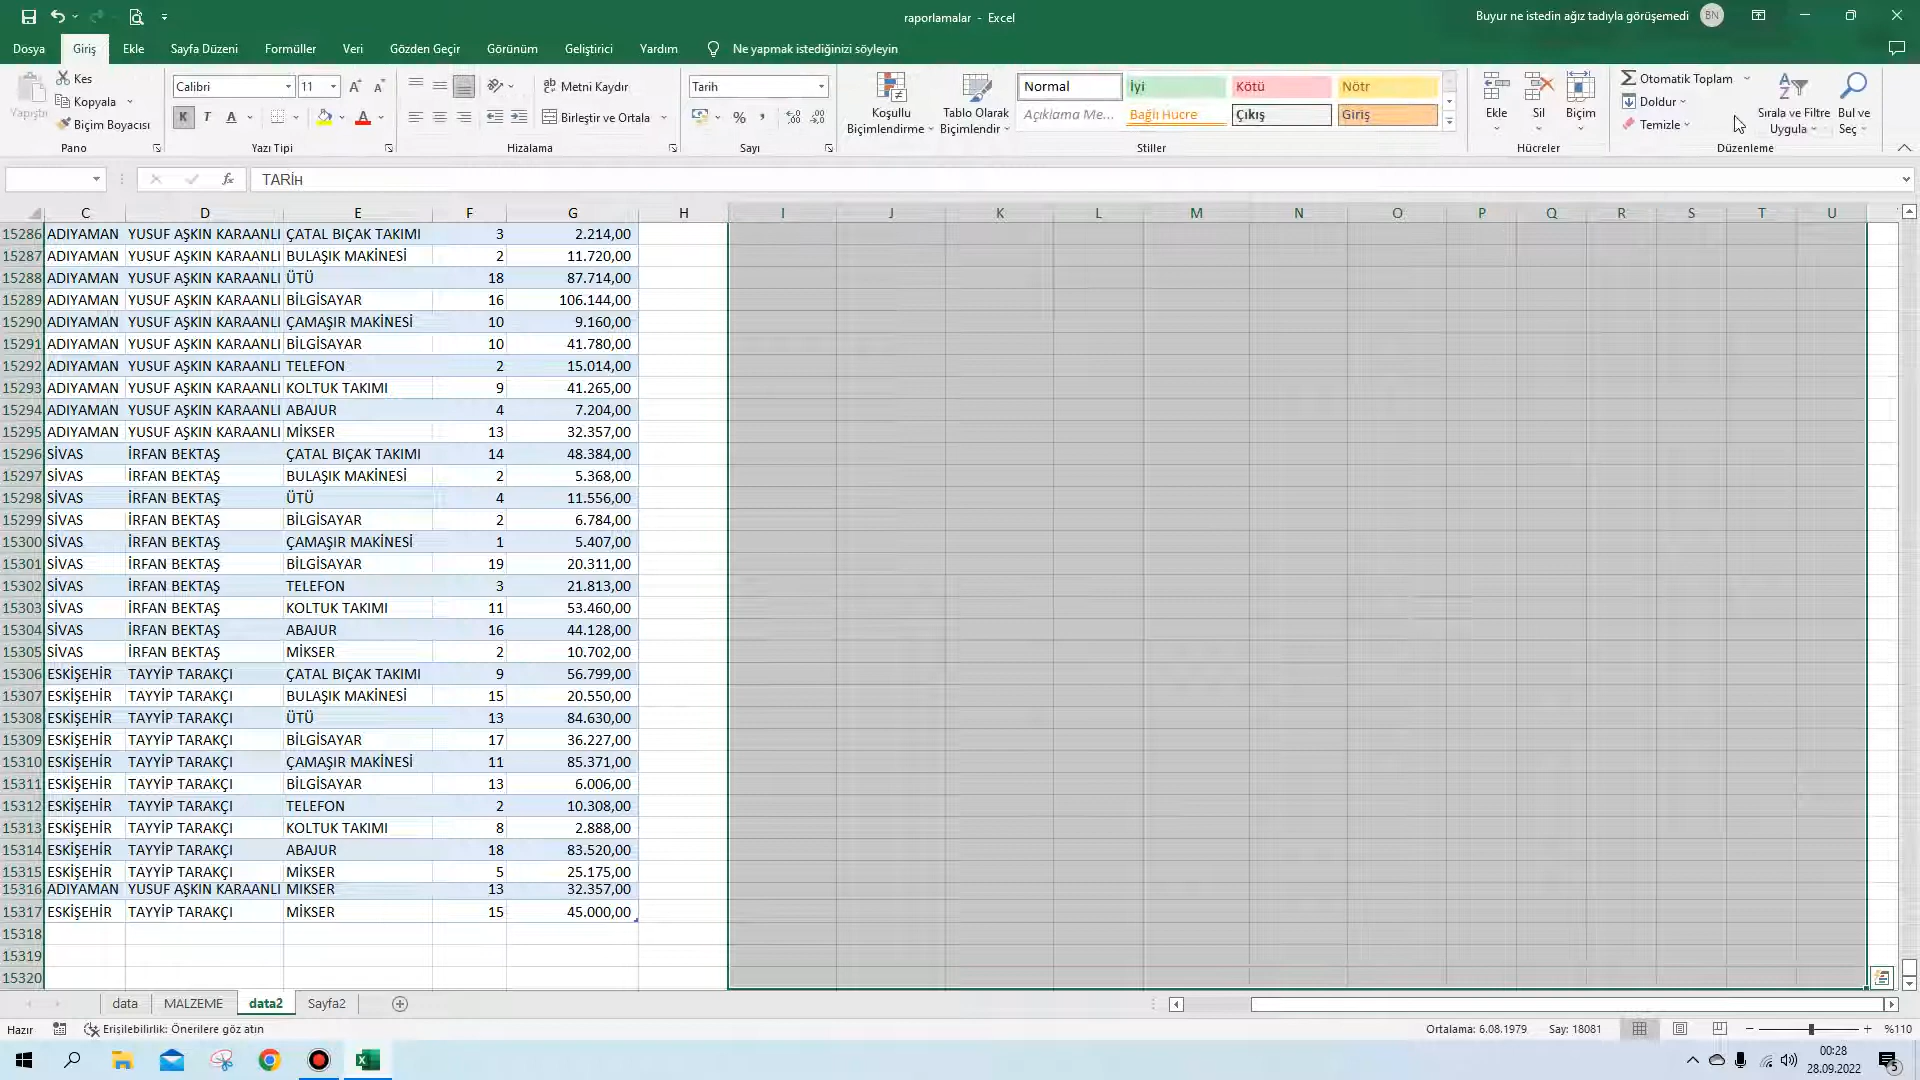 raporlamalar - Excel
Buyur ne istedin ağız tadıyla görüşemedi BN
Dosya Giriş Ekle Sayfa Düzeni Formüller Veri Gözden Geçir Görünüm Geliştirici Yardım Ne yapmak istediğinizi söyleyin
Yapıştır
Kes
Kopyala
Biçim Boyacısı
Pano
Calibri 11
K T A
Yazı Tipi
Metni Kaydır
Birleştir ve Ortala
Hizalama
Tarih
Sayı
Koşullu Biçimlendirme
Tablo Olarak Biçimlendir
Normal İyi Kötü Nötr
Açıklama Me... Bağlı Hücre Çıkış Giriş
Stiller
Ekle Sil Biçim
Hücreler
Otomatik Toplam
Doldur
Temizle
Sırala ve Filtre Uygula
Bul ve Seç
Düzenleme
fx TARİH
C D E F G H I J K L M N O P Q R S T U
15286 ADIYAMAN YUSUF AŞKIN KARAANLI ÇATAL BIÇAK TAKIMI 3 2.214,00
15287 ADIYAMAN YUSUF AŞKIN KARAANLI BULAŞIK MAKİNESİ 2 11.720,00
15288 ADIYAMAN YUSUF AŞKIN KARAANLI ÜTÜ 18 87.714,00
15289 ADIYAMAN YUSUF AŞKIN KARAANLI BİLGİSAYAR 16 106.144,00
15290 ADIYAMAN YUSUF AŞKIN KARAANLI ÇAMAŞIR MAKİNESİ 10 9.160,00
15291 ADIYAMAN YUSUF AŞKIN KARAANLI BİLGİSAYAR 10 41.780,00
15292 ADIYAMAN YUSUF AŞKIN KARAANLI TELEFON 2 15.014,00
15293 ADIYAMAN YUSUF AŞKIN KARAANLI KOLTUK TAKIMI 9 41.265,00
15294 ADIYAMAN YUSUF AŞKIN KARAANLI ABAJUR 4 7.204,00
15295 ADIYAMAN YUSUF AŞKIN KARAANLI MİKSER 13 32.357,00
15296 SİVAS İRFAN BEKTAŞ ÇATAL BIÇAK TAKIMI 14 48.384,00
15297 SİVAS İRFAN BEKTAŞ BULAŞIK MAKİNESİ 2 5.368,00
15298 SİVAS İRFAN BEKTAŞ ÜTÜ 4 11.556,00
15299 SİVAS İRFAN BEKTAŞ BİLGİSAYAR 2 6.784,00
15300 SİVAS İRFAN BEKTAŞ ÇAMAŞIR MAKİNESİ 1 5.407,00
15301 SİVAS İRFAN BEKTAŞ BİLGİSAYAR 19 20.311,00
15302 SİVAS İRFAN BEKTAŞ TELEFON 3 21.813,00
15303 SİVAS İRFAN BEKTAŞ KOLTUK TAKIMI 11 53.460,00
15304 SİVAS İRFAN BEKTAŞ ABAJUR 16 44.128,00
15305 SİVAS İRFAN BEKTAŞ MİKSER 2 10.702,00
15306 ESKİŞEHİR TAYYİP TARAKÇI ÇATAL BIÇAK TAKIMI 9 56.799,00
15307 ESKİŞEHİR TAYYİP TARAKÇI BULAŞIK MAKİNESİ 15 20.550,00
15308 ESKİŞEHİR TAYYİP TARAKÇI ÜTÜ 13 84.630,00
15309 ESKİŞEHİR TAYYİP TARAKÇI BİLGİSAYAR 17 36.227,00
15310 ESKİŞEHİR TAYYİP TARAKÇI ÇAMAŞIR MAKİNESİ 11 85.371,00
15311 ESKİŞEHİR TAYYİP TARAKÇI BİLGİSAYAR 13 6.006,00
15312 ESKİŞEHİR TAYYİP TARAKÇI TELEFON 2 10.308,00
15313 ESKİŞEHİR TAYYİP TARAKÇI KOLTUK TAKIMI 8 2.888,00
15314 ESKİŞEHİR TAYYİP TARAKÇI ABAJUR 18 83.520,00
15315 ESKİŞEHİR TAYYİP TARAKÇI MİKSER 5 25.175,00
15316 ADIYAMAN YUSUF AŞKIN KARAANLI MİKSER 13 32.357,00
15317 ESKİŞEHİR TAYYİP TARAKÇI MİKSER 15 45.000,00
15318
15319
15320
data MALZEME data2 Sayfa2
Hazır Erişilebilirlik: Önerilere göz atın Ortalama: 6.08.1979 Say: 18081 %110
00:28
28.09.2022
5